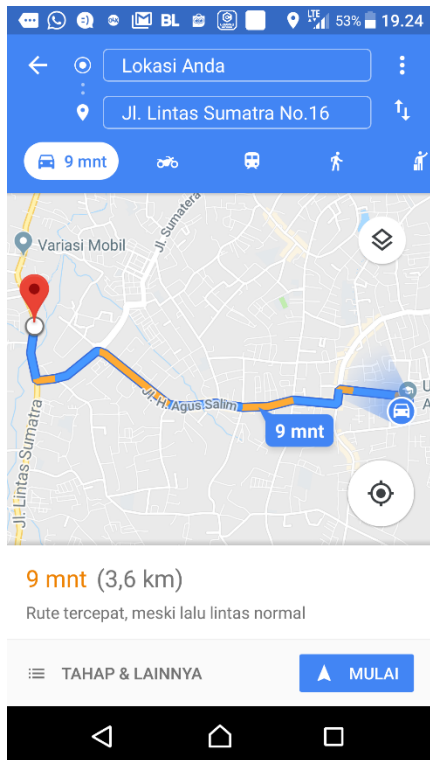 BL
LTE
53%
19.24
Lokasi Anda
Jl. Lintas Sumatra No.16
9 mnt
Variasi Mobil
Jl. Sumatera
Jl. H. Agus Salim
9 mnt
Jl. Lintas Sumatra
U
A
9 mnt (3,6 km)
Rute tercepat, meski lalu lintas normal
TAHAP & LAINNYA
MULAI